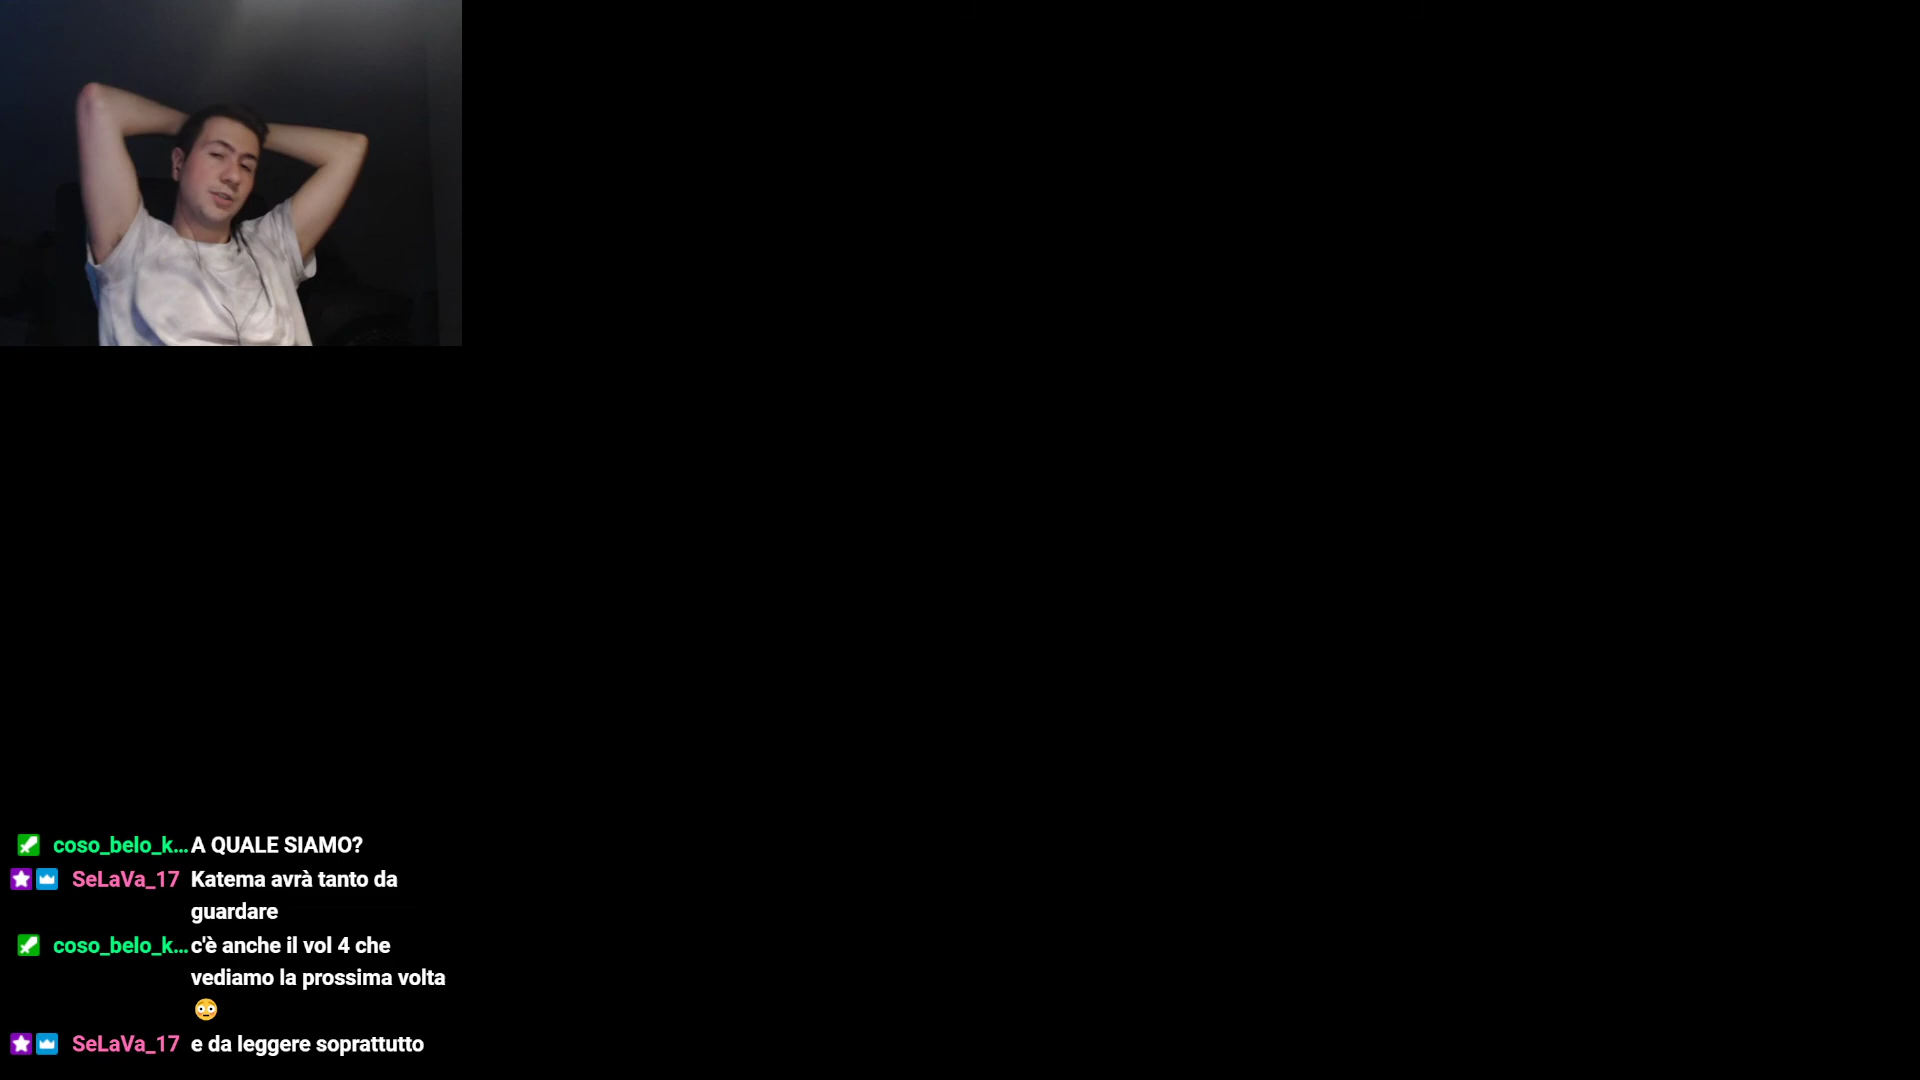 coso_belo_k... A QUALE SIAMO?
SeLaVa_17 Katema avrà tanto da
guardare
coso_belo_k... c'è anche il vol 4 che
vediamo la prossima volta
😳
SeLaVa_17 e da leggere soprattutto